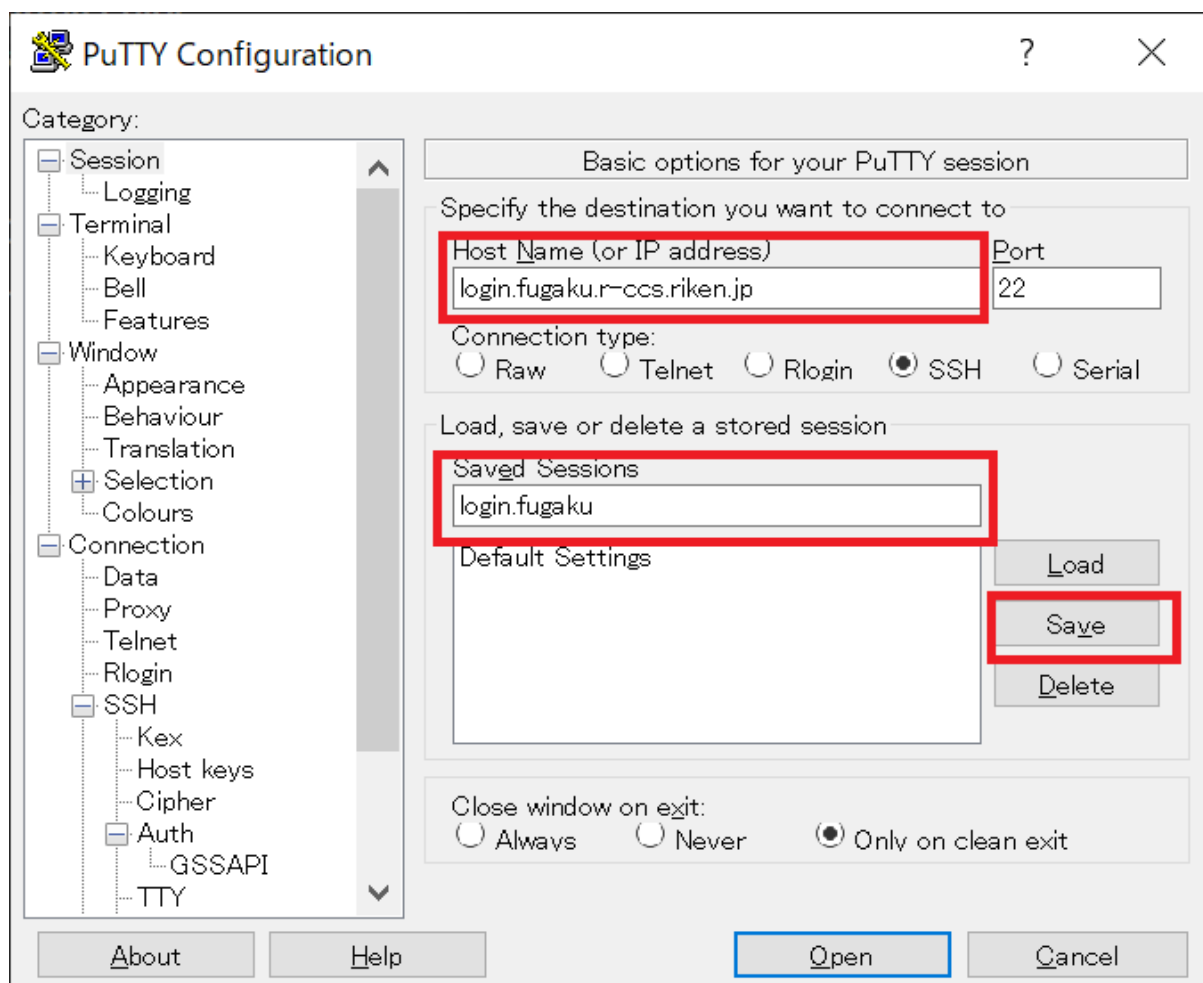 PuTTY Configuration
?
Category:
Session
Logging
Terminal
Keyboard
Bell
Features
Window
Appearance
Behaviour
Translation
Selection
Colours
Connection
Data
Proxy
Telnet
Rlogin
SSH
Kex
Host keys
Cipher
Auth
GSSAPI
TTY
Basic options for your PuTTY session
Specify the destination you want to connect to
Host Name (or IP address) Port
login.fugaku.r-ccs.riken.jp 22
Connection type:
Raw Telnet Rlogin SSH Serial
Load, save or delete a stored session
Saved Sessions
login.fugaku
Default Settings
Load
Save
Delete
Close window on exit:
Always Never Only on clean exit
About Help Open Cancel